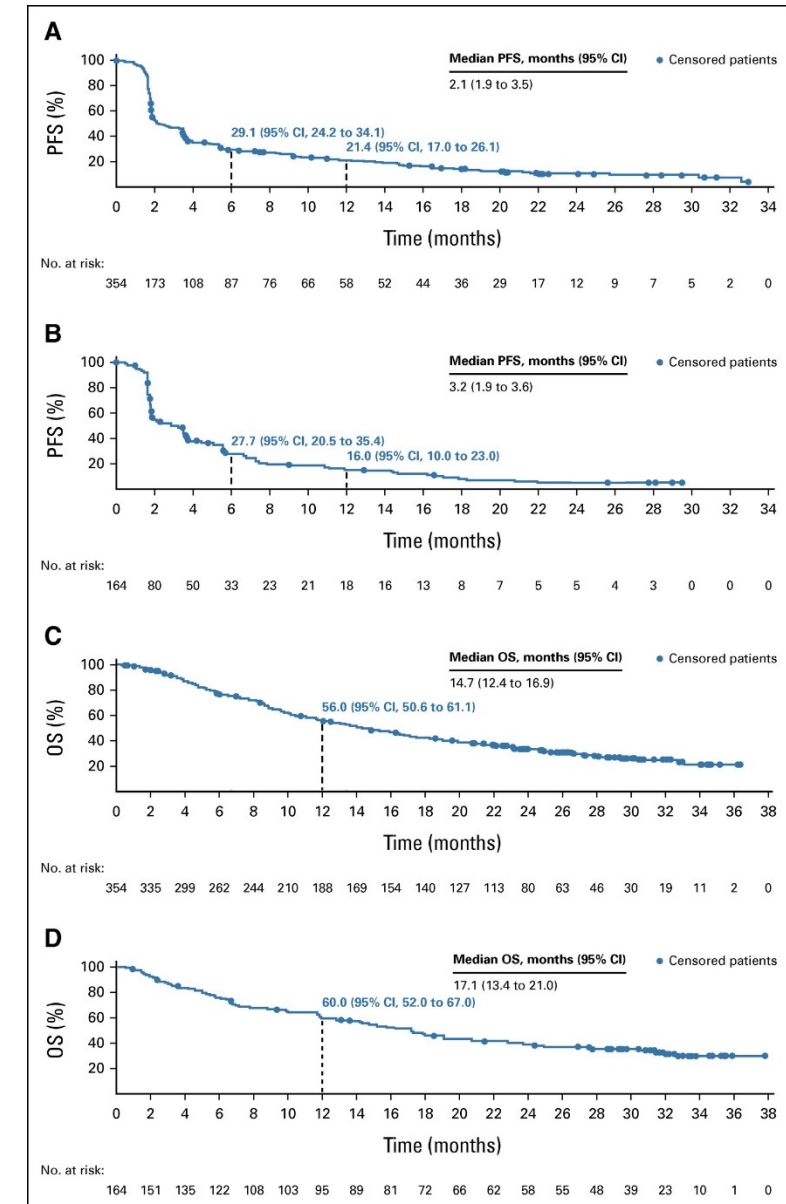 A
Median PFS, months (95% CI)
Censored patients
2.1 (1.9 to 3.5)
PFS (%)
100
80
60
40
20
29.1 (95% CI, 24.2 to 34.1)
21.4 (95% CI, 17.0 to 26.1)
0 2 4 6 8 10 12 14 16 18 20 22 24 26 28 30 32 34
Time (months)
No. at risk:
354 173 108 87 76 66 58 52 44 36 29 17 12 9 7 5 2 0
B
Median PFS, months (95% CI)
Censored patients
3.2 (1.9 to 3.6)
PFS (%)
100
80
60
40
20
27.7 (95% CI, 20.5 to 35.4)
16.0 (95% CI, 10.0 to 23.0)
0 2 4 6 8 10 12 14 16 18 20 22 24 26 28 30 32 34
Time (months)
No. at risk:
164 80 50 33 23 21 18 16 13 8 7 5 5 4 3 0 0 0
C
Median OS, months (95% CI)
Censored patients
14.7 (12.4 to 16.9)
OS (%)
100
80
60
40
20
56.0 (95% CI, 50.6 to 61.1)
0 2 4 6 8 10 12 14 16 18 20 22 24 26 28 30 32 34 36 38
Time (months)
No. at risk:
354 335 299 262 244 210 188 169 154 140 127 113 80 63 46 30 19 11 2 0
D
Median OS, months (95% CI)
Censored patients
17.1 (13.4 to 21.0)
OS (%)
100
80
60
40
20
60.0 (95% CI, 52.0 to 67.0)
0 2 4 6 8 10 12 14 16 18 20 22 24 26 28 30 32 34 36 38
Time (months)
No. at risk:
164 151 135 122 108 103 95 89 81 72 66 62 58 55 48 39 23 10 1 0